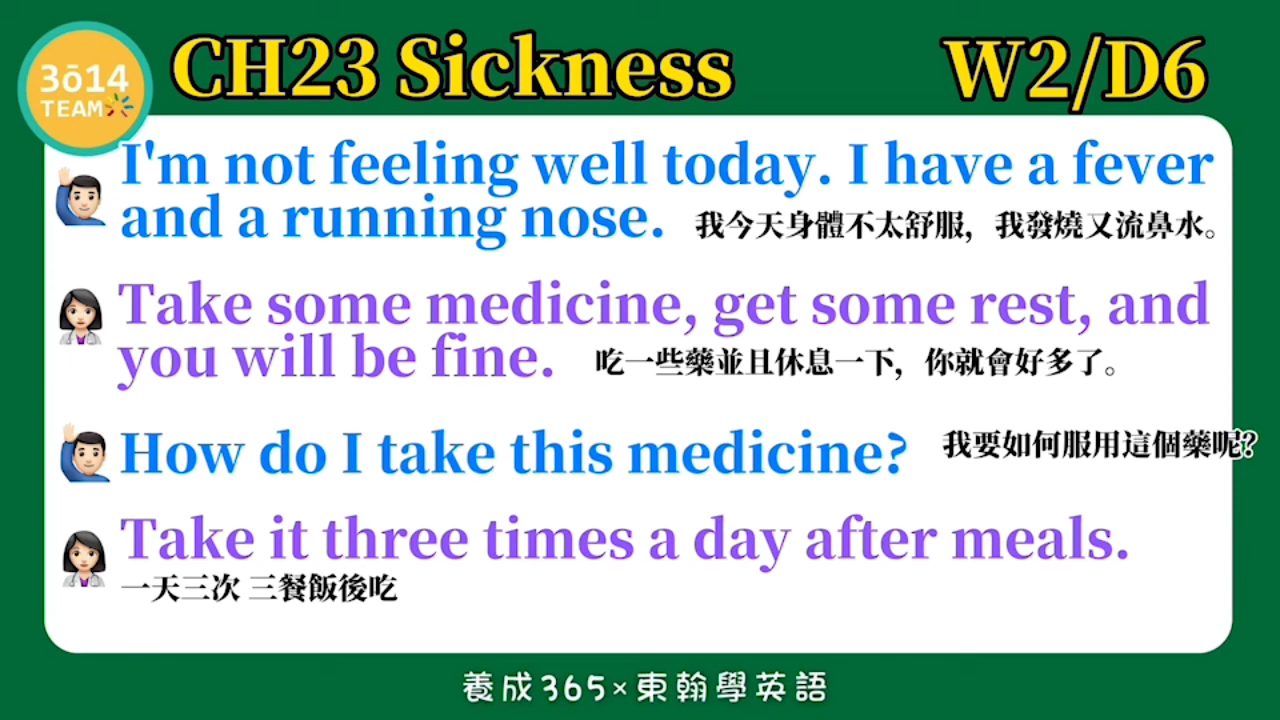 3ō14
TEAM
CH23 Sickness
W2/D6
I'm not feeling well today. I have a fever
and a running nose.
我今天身體不太舒服，我發燒又流鼻水。
Take some medicine, get some rest, and
you will be fine.
吃一些藥並且休息一下，你就會好多了。
How do I take this medicine?
我要如何服用這個藥呢?
Take it three times a day after meals.
一天三次 三餐飯後吃
養成365×東翰學英語